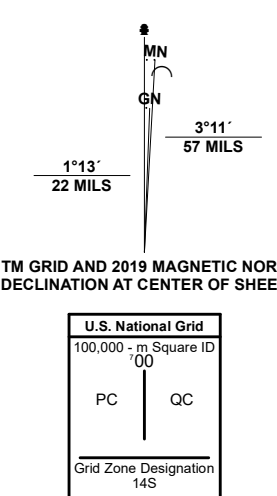 MN
GN
3°11´
57 MILS
1°13´
22 MILS
TM GRID AND 2019 MAGNETIC NOR
DECLINATION AT CENTER OF SHEE
U.S. National Grid
100,000 - m Square ID
⁷00
PC QC
Grid Zone Designation
14S